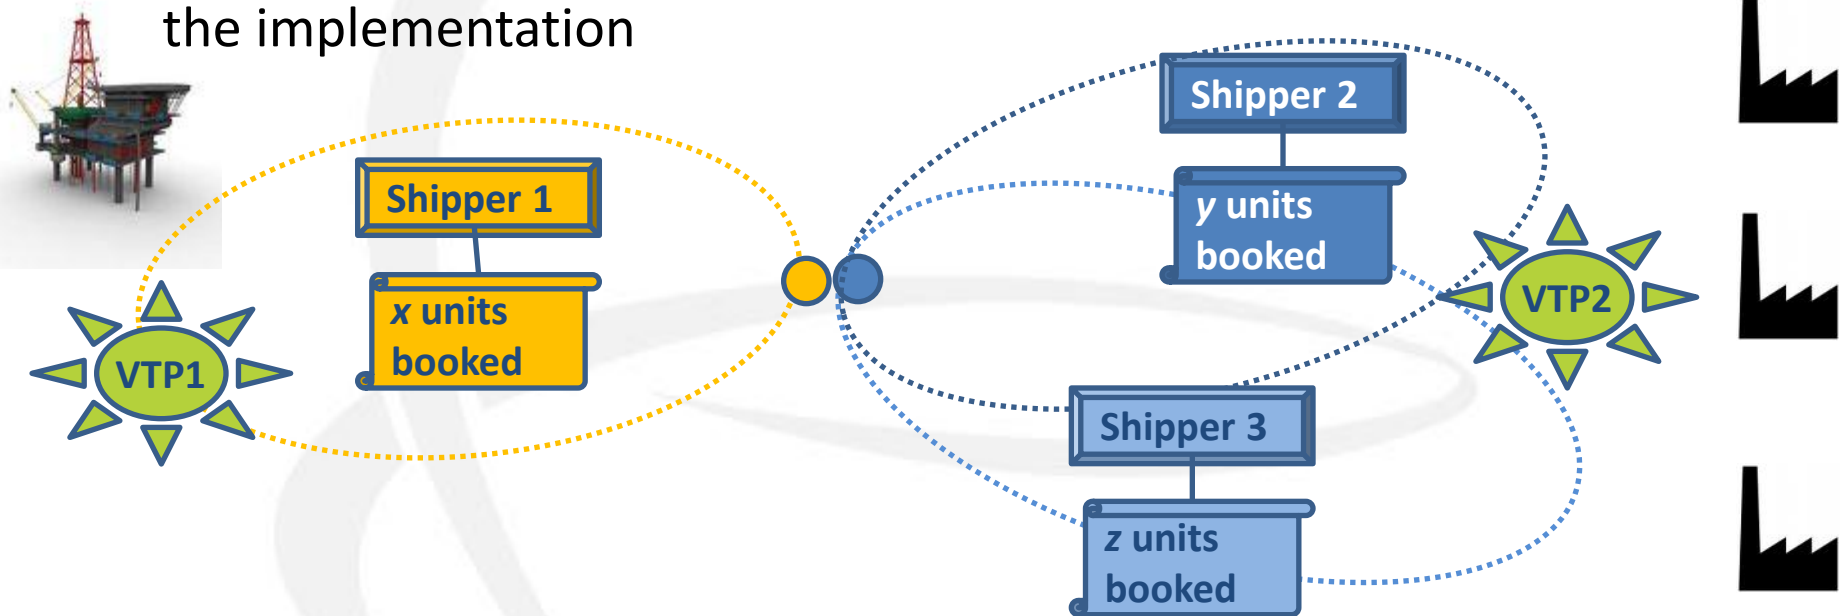 the implementation
Shipper 1
x units
booked
VTP1
Shipper 2
y units
booked
VTP2
Shipper 3
z units
booked